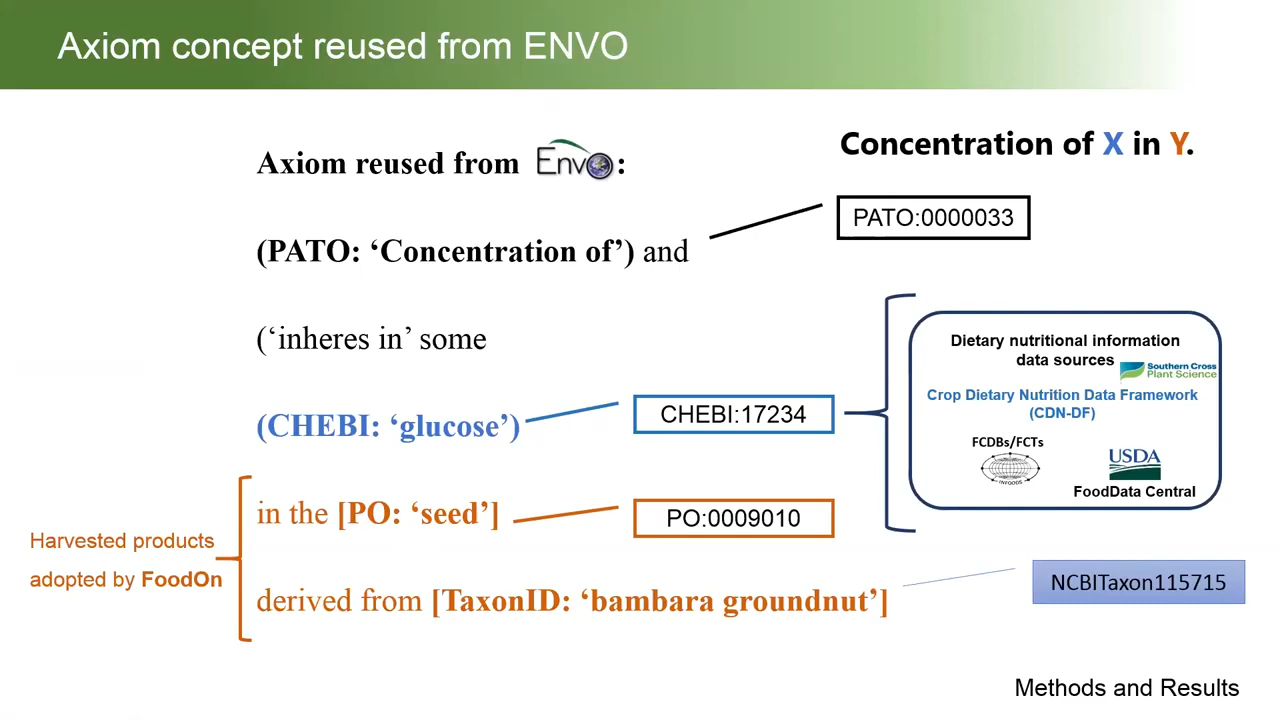 Axiom concept reused from ENVO
Axiom reused from Envo:
Concentration of X in Y.
(PATO: ‘Concentration of’) and
PATO:0000033
(‘inheres in’ some
(CHEBI: ‘glucose’)
CHEBI:17234
Dietary nutritional information
data sources
Southern Cross
Plant Science
Crop Dietary Nutrition Data Framework
(CDN-DF)
FCDBs/FCTs
INFOODS
USDA
FoodData Central
in the [PO: ‘seed’]
PO:0009010
Harvested products
adopted by FoodOn
derived from [TaxonID: ‘bambara groundnut’]
NCBITaxon115715
Methods and Results